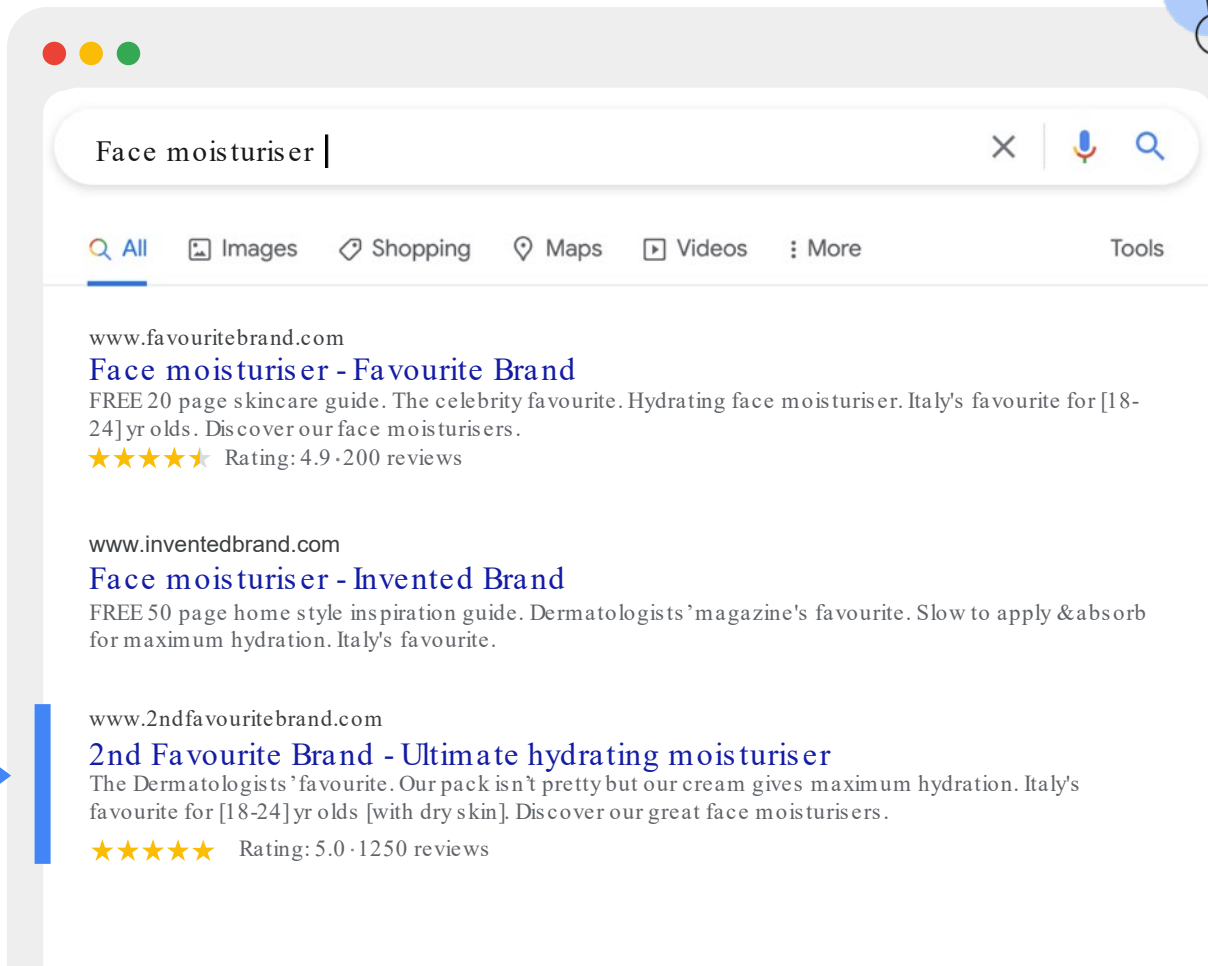 Face moisturiser
All Images Shopping Maps Videos More Tools
www.favouritebrand.com
Face moisturiser - Favourite Brand
FREE 20 page skincare guide. The celebrity favourite. Hydrating face moisturiser. Italy's favourite for [18-
24] yr olds. Discover our face moisturisers.
Rating: 4.9 · 200 reviews
www.inventedbrand.com
Face moisturiser - Invented Brand
FREE 50 page home style inspiration guide. Dermatologists’ magazine's favourite. Slow to apply & absorb
for maximum hydration. Italy's favourite.
www.2ndfavouritebrand.com
2nd Favourite Brand - Ultimate hydrating moisturiser
The Dermatologists’ favourite. Our pack isn’t pretty but our cream gives maximum hydration. Italy's
favourite for [18-24] yr olds [with dry skin]. Discover our great face moisturisers.
Rating: 5.0 · 1250 reviews